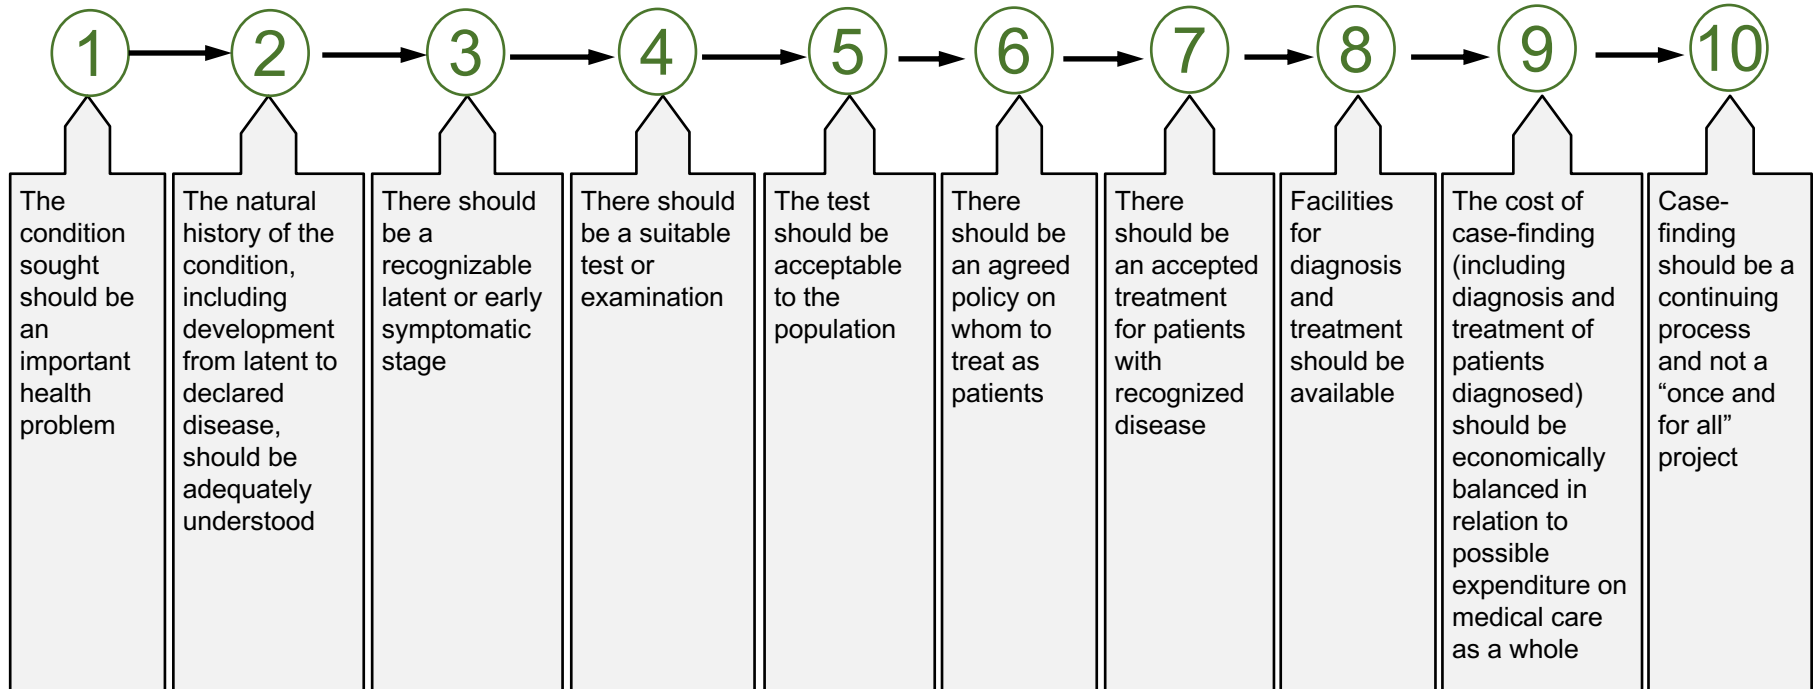 1
2
3
4
5
6
7
8
9
10
The
condition
sought
should be
an
important
health
problem
The natural
history of the
condition,
including
development
from latent to
declared
disease,
should be
adequately
understood
There should
be a
recognizable
latent or early
symptomatic
stage
There should
be a suitable
test or
examination
The test
should be
acceptable
to the
population
There
should be
an agreed
policy on
whom to
treat as
patients
There
should be
an accepted
treatment
for patients
with
recognized
disease
Facilities
for
diagnosis
and
treatment
should be
available
The cost of
case-finding
(including
diagnosis and
treatment of
patients
diagnosed)
should be
economically
balanced in
relation to
possible
expenditure on
medical care
as a whole
Case-
finding
should be a
continuing
process
and not a
“once and
for all”
project